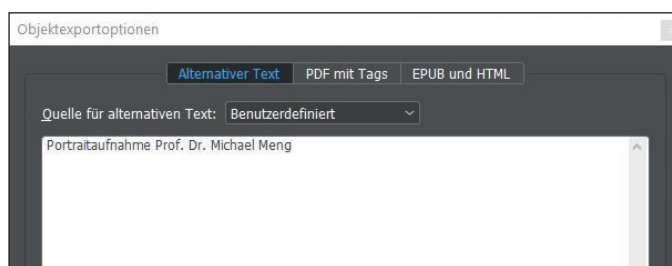 Objektexportoptionen
Alternativer Text PDF mit Tags EPUB und HTML
Quelle für alternativen Text: Benutzerdefiniert
Portraitaufnahme Prof. Dr. Michael Meng